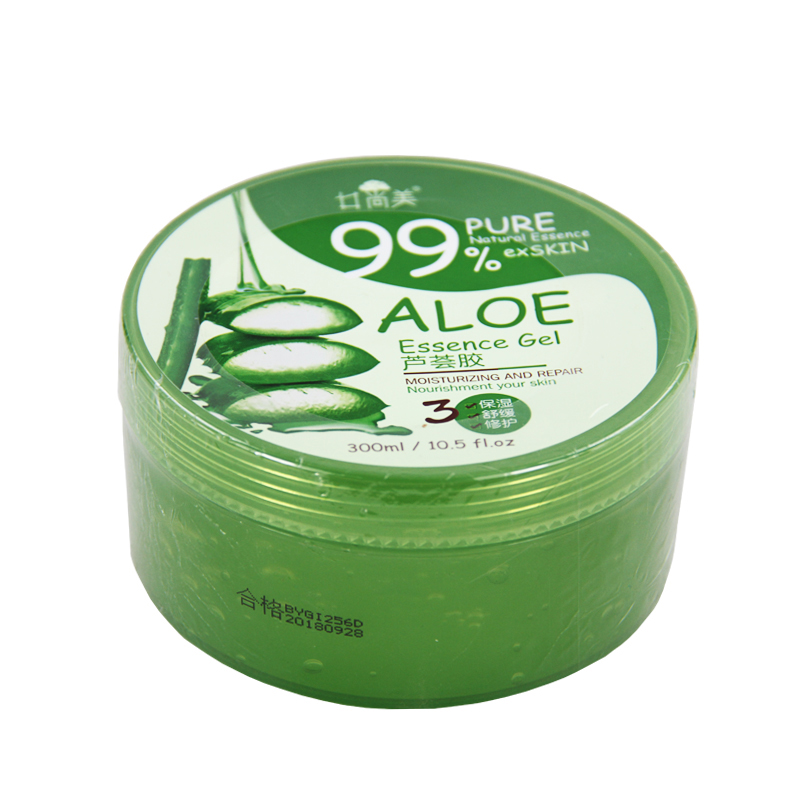 尚美®
99%
PURE
Natural Essence
exSKIN
ALOE
Essence Gel
芦荟胶
MOISTURIZING AND REPAIR
Nourishment your skin
3
保湿
舒缓
修护
300ml / 10.5 fl.oz
合格
BYGI256D
20180928